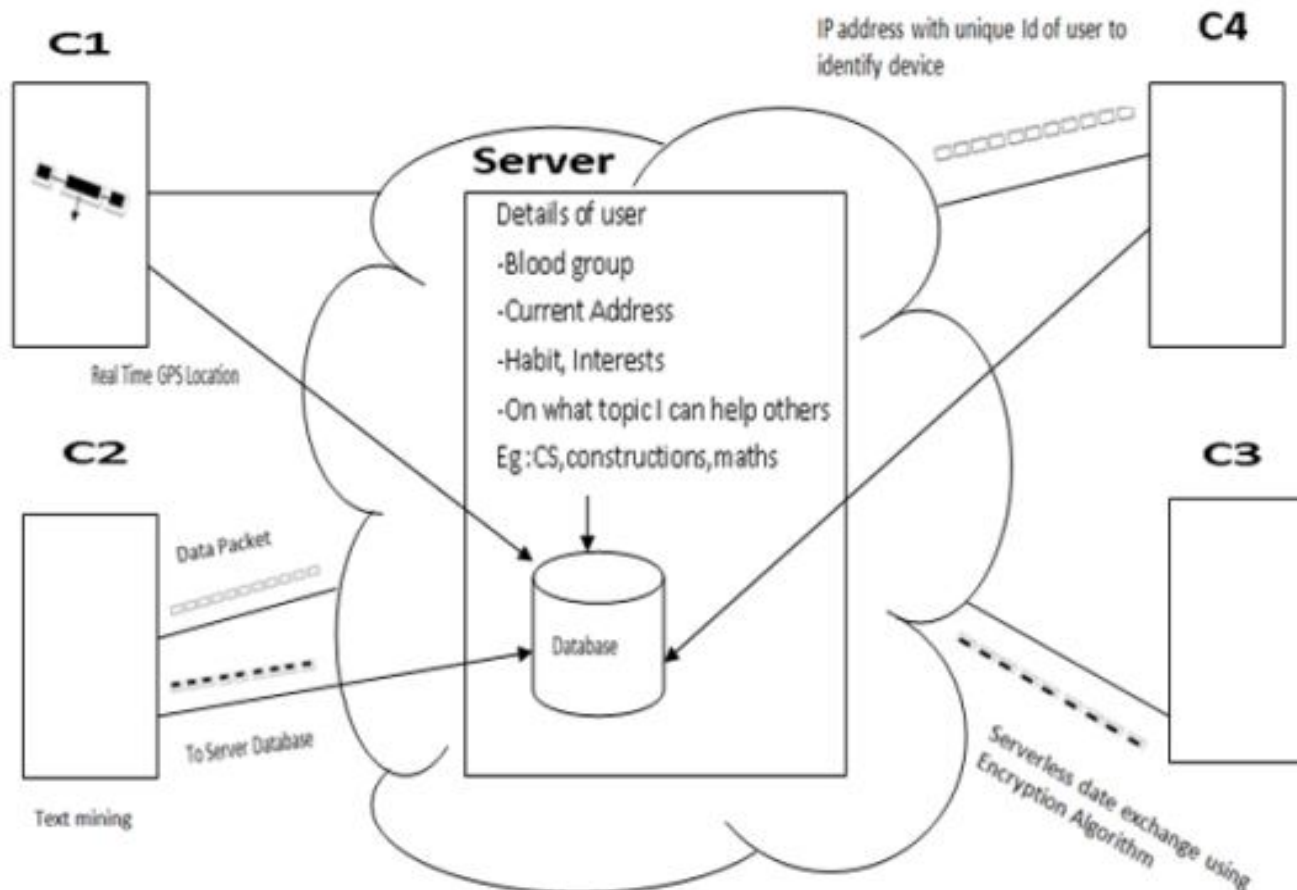 C1
IP address with unique Id of user to
identify device
C4
Server
Details of user
-Blood group
-Current Address
-Habit, Interests
-On what topic I can help others
Eg :CS,constructions,maths
Real Time GPS Location
C2
C3
Data Packet
Database
To Server Database
Text mining
Serverless date exchange using
Encryption Algorithm